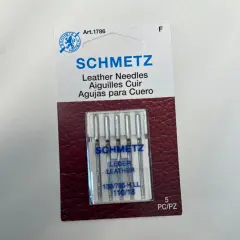 Art.1786
F
SCHMETZ
Leather Needles
Aiguilles Cuir
Agujas para Cuero
SCHMETZ
LEDER
LEATHER
130/705 H LL
110/18
5
PC/PZ